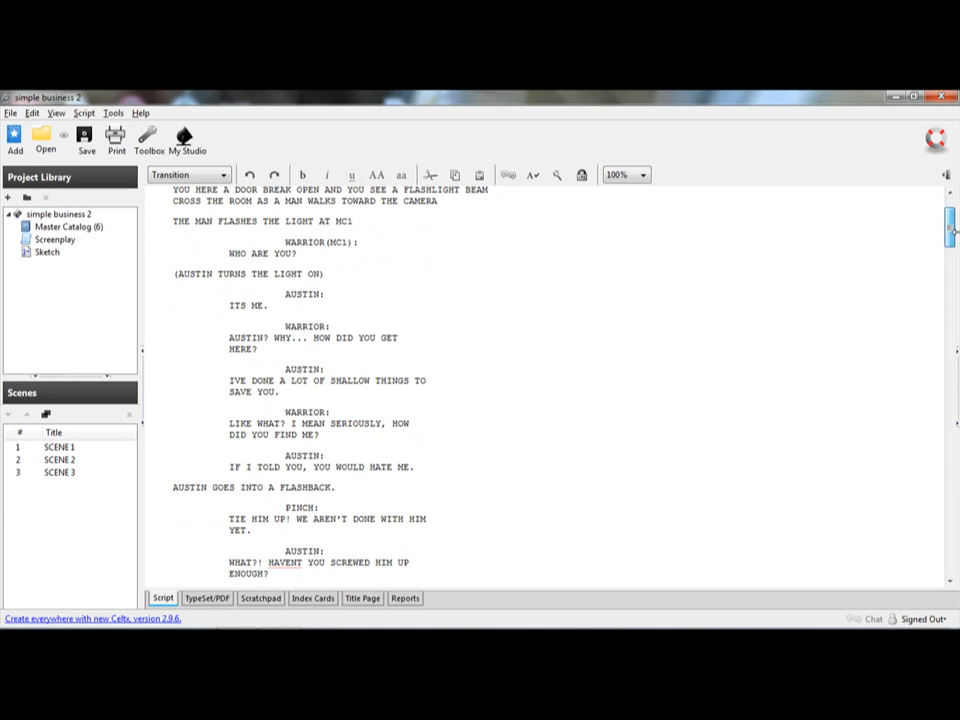 simple business 2
File Edit View Script Tools Help
Add Open Save Print Toolbox My Studio
Project Library
Transition b i u AA aa A 100%
simple business 2
Master Catalog (6)
Screenplay
Sketch
YOU HERE A DOOR BREAK OPEN AND YOU SEE A FLASHLIGHT BEAM
CROSS THE ROOM AS A MAN WALKS TOWARD THE CAMERA
THE MAN FLASHES THE LIGHT AT MC1
WARRIOR(MC1):
WHO ARE YOU?
(AUSTIN TURNS THE LIGHT ON)
AUSTIN:
ITS ME.
WARRIOR:
AUSTIN? WHY... HOW DID YOU GET
HERE?
AUSTIN:
IVE DONE A LOT OF SHALLOW THINGS TO
SAVE YOU.
WARRIOR:
LIKE WHAT? I MEAN SERIOUSLY, HOW
DID YOU FIND ME?
AUSTIN:
IF I TOLD YOU, YOU WOULD HATE ME.
AUSTIN GOES INTO A FLASHBACK.
PINCH:
TIE HIM UP! WE AREN'T DONE WITH HIM
YET.
AUSTIN:
WHAT?! HAVENT YOU SCREWED HIM UP
ENOUGH?
Scenes
# Title
1 SCENE 1
2 SCENE 2
3 SCENE 3
Script TypeSet/PDF Scratchpad Index Cards Title Page Reports
Create everywhere with new Celtx, version 2.9.6.
Chat Signed Out